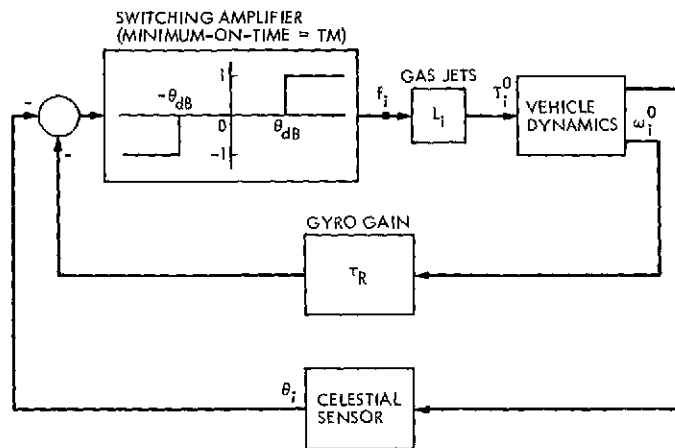 SWITCHING AMPLIFIER
(MINIMUM-ON-TIME = TM)
1
-θdB
0
θdB
-1
-
-
fi
GAS JETS
Li
Ti0
VEHICLE
DYNAMICS
ωi0
GYRO GAIN
τR
θi
CELESTIAL
SENSOR